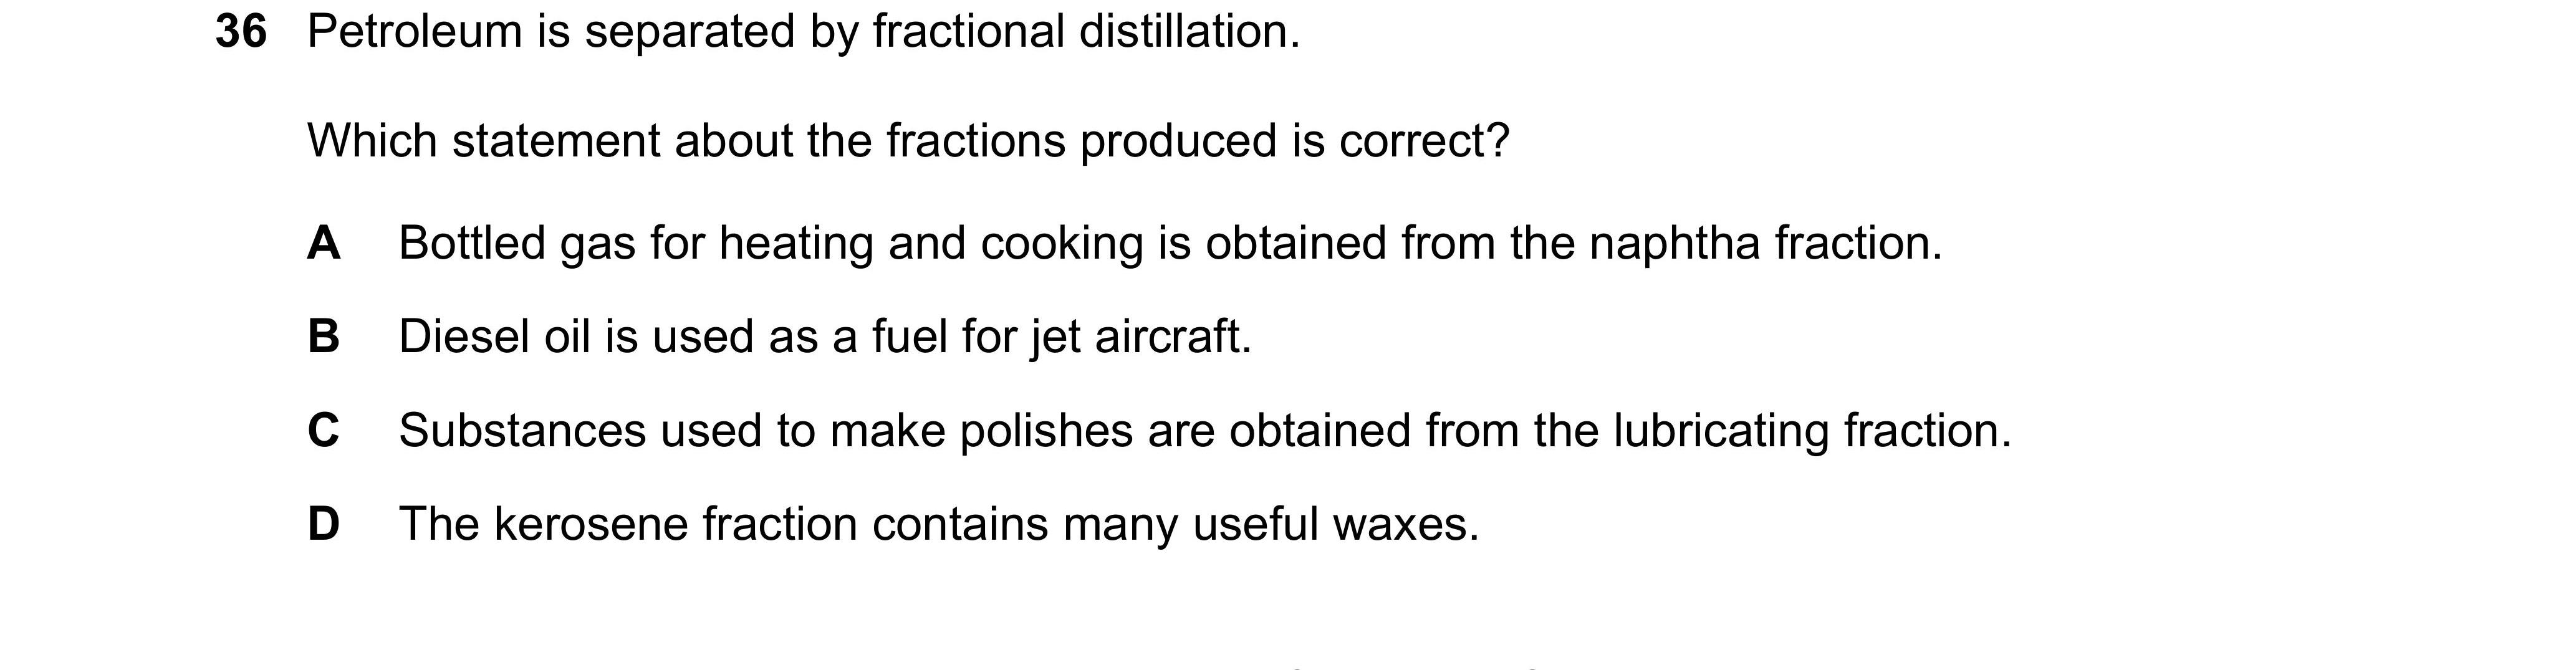 36 Petroleum is separated by fractional distillation.
Which statement about the fractions produced is correct?
A Bottled gas for heating and cooking is obtained from the naphtha fraction.
B Diesel oil is used as a fuel for jet aircraft.
C Substances used to make polishes are obtained from the lubricating fraction.
D The kerosene fraction contains many useful waxes.